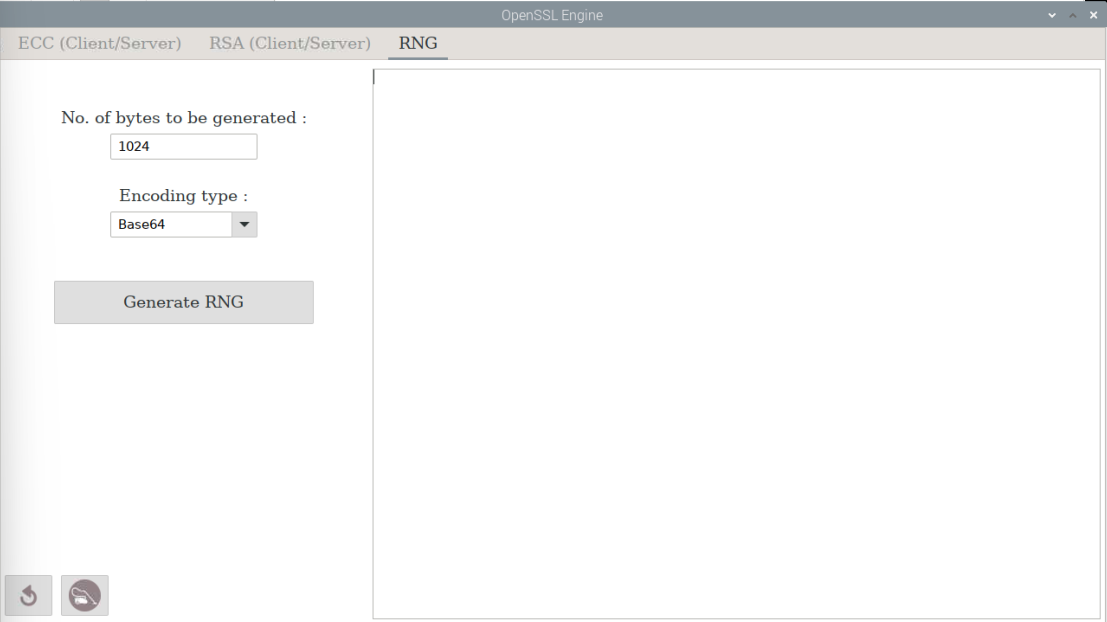 OpenSSL Engine
ECC (Client/Server) RSA (Client/Server) RNG
No. of bytes to be generated :
1024
Encoding type :
Base64
Generate RNG